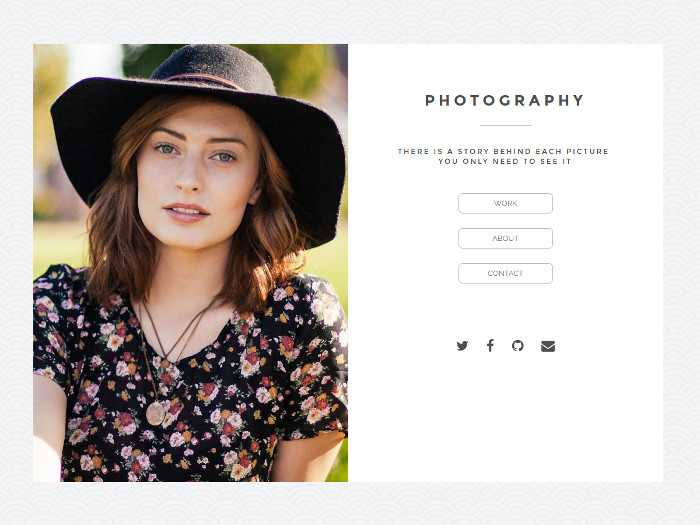 PHOTOGRAPHY
THERE IS A STORY BEHIND EACH PICTURE
YOU ONLY NEED TO SEE IT
WORK
ABOUT
CONTACT